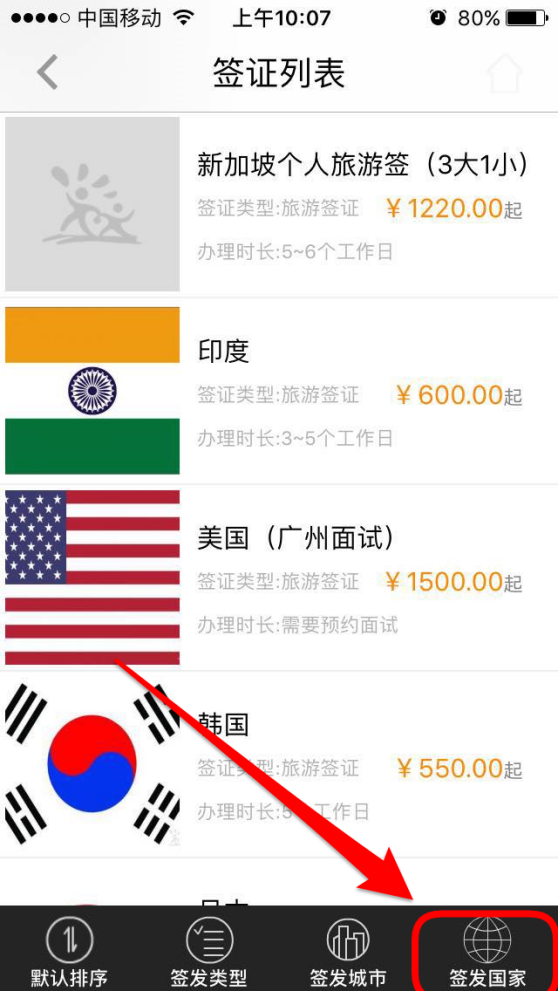 中国移动 上午10:07 80%
签证列表
新加坡个人旅游签（3大1小）
签证类型:旅游签证 ¥1220.00起
办理时长:5~6个工作日
印度
签证类型:旅游签证 ¥600.00起
办理时长:3~5个工作日
美国（广州面试）
签证类型:旅游签证 ¥1500.00起
办理时长:需要预约面试
韩国
签证类型:旅游签证 ¥550.00起
办理时长:5 工作日
默认排序 签发类型 签发城市 签发国家